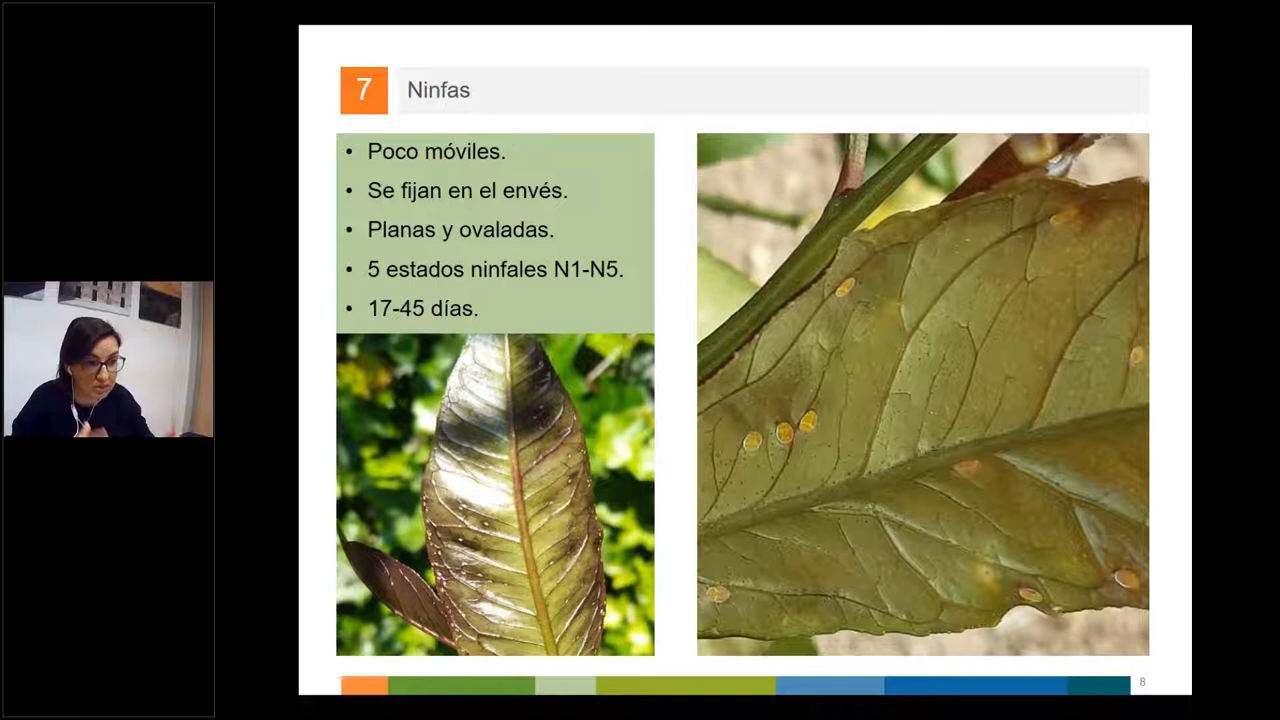 7 Ninfas
• Poco móviles.
• Se fijan en el envés.
• Planas y ovaladas.
• 5 estados ninfales N1-N5.
• 17-45 días.
8